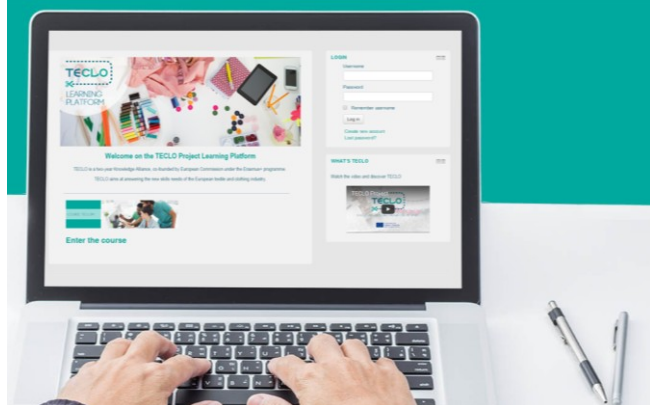 TECLO
LEARNING
PLATFORM
Welcome on the TECLO Project Learning Platform
TECLO is a two year Knowledge Alliance, co-founded by European Commission under the Erasmus+ programme
TECLO aims at answering the new skills needs of the European textile and clothing industry
Enter the course
LOGIN
Username
Password
Remember username
Log in
Create new account
Lost password?
WHAT'S TECLO
Watch the video and discover TECLO
TECLO Project
TECLO